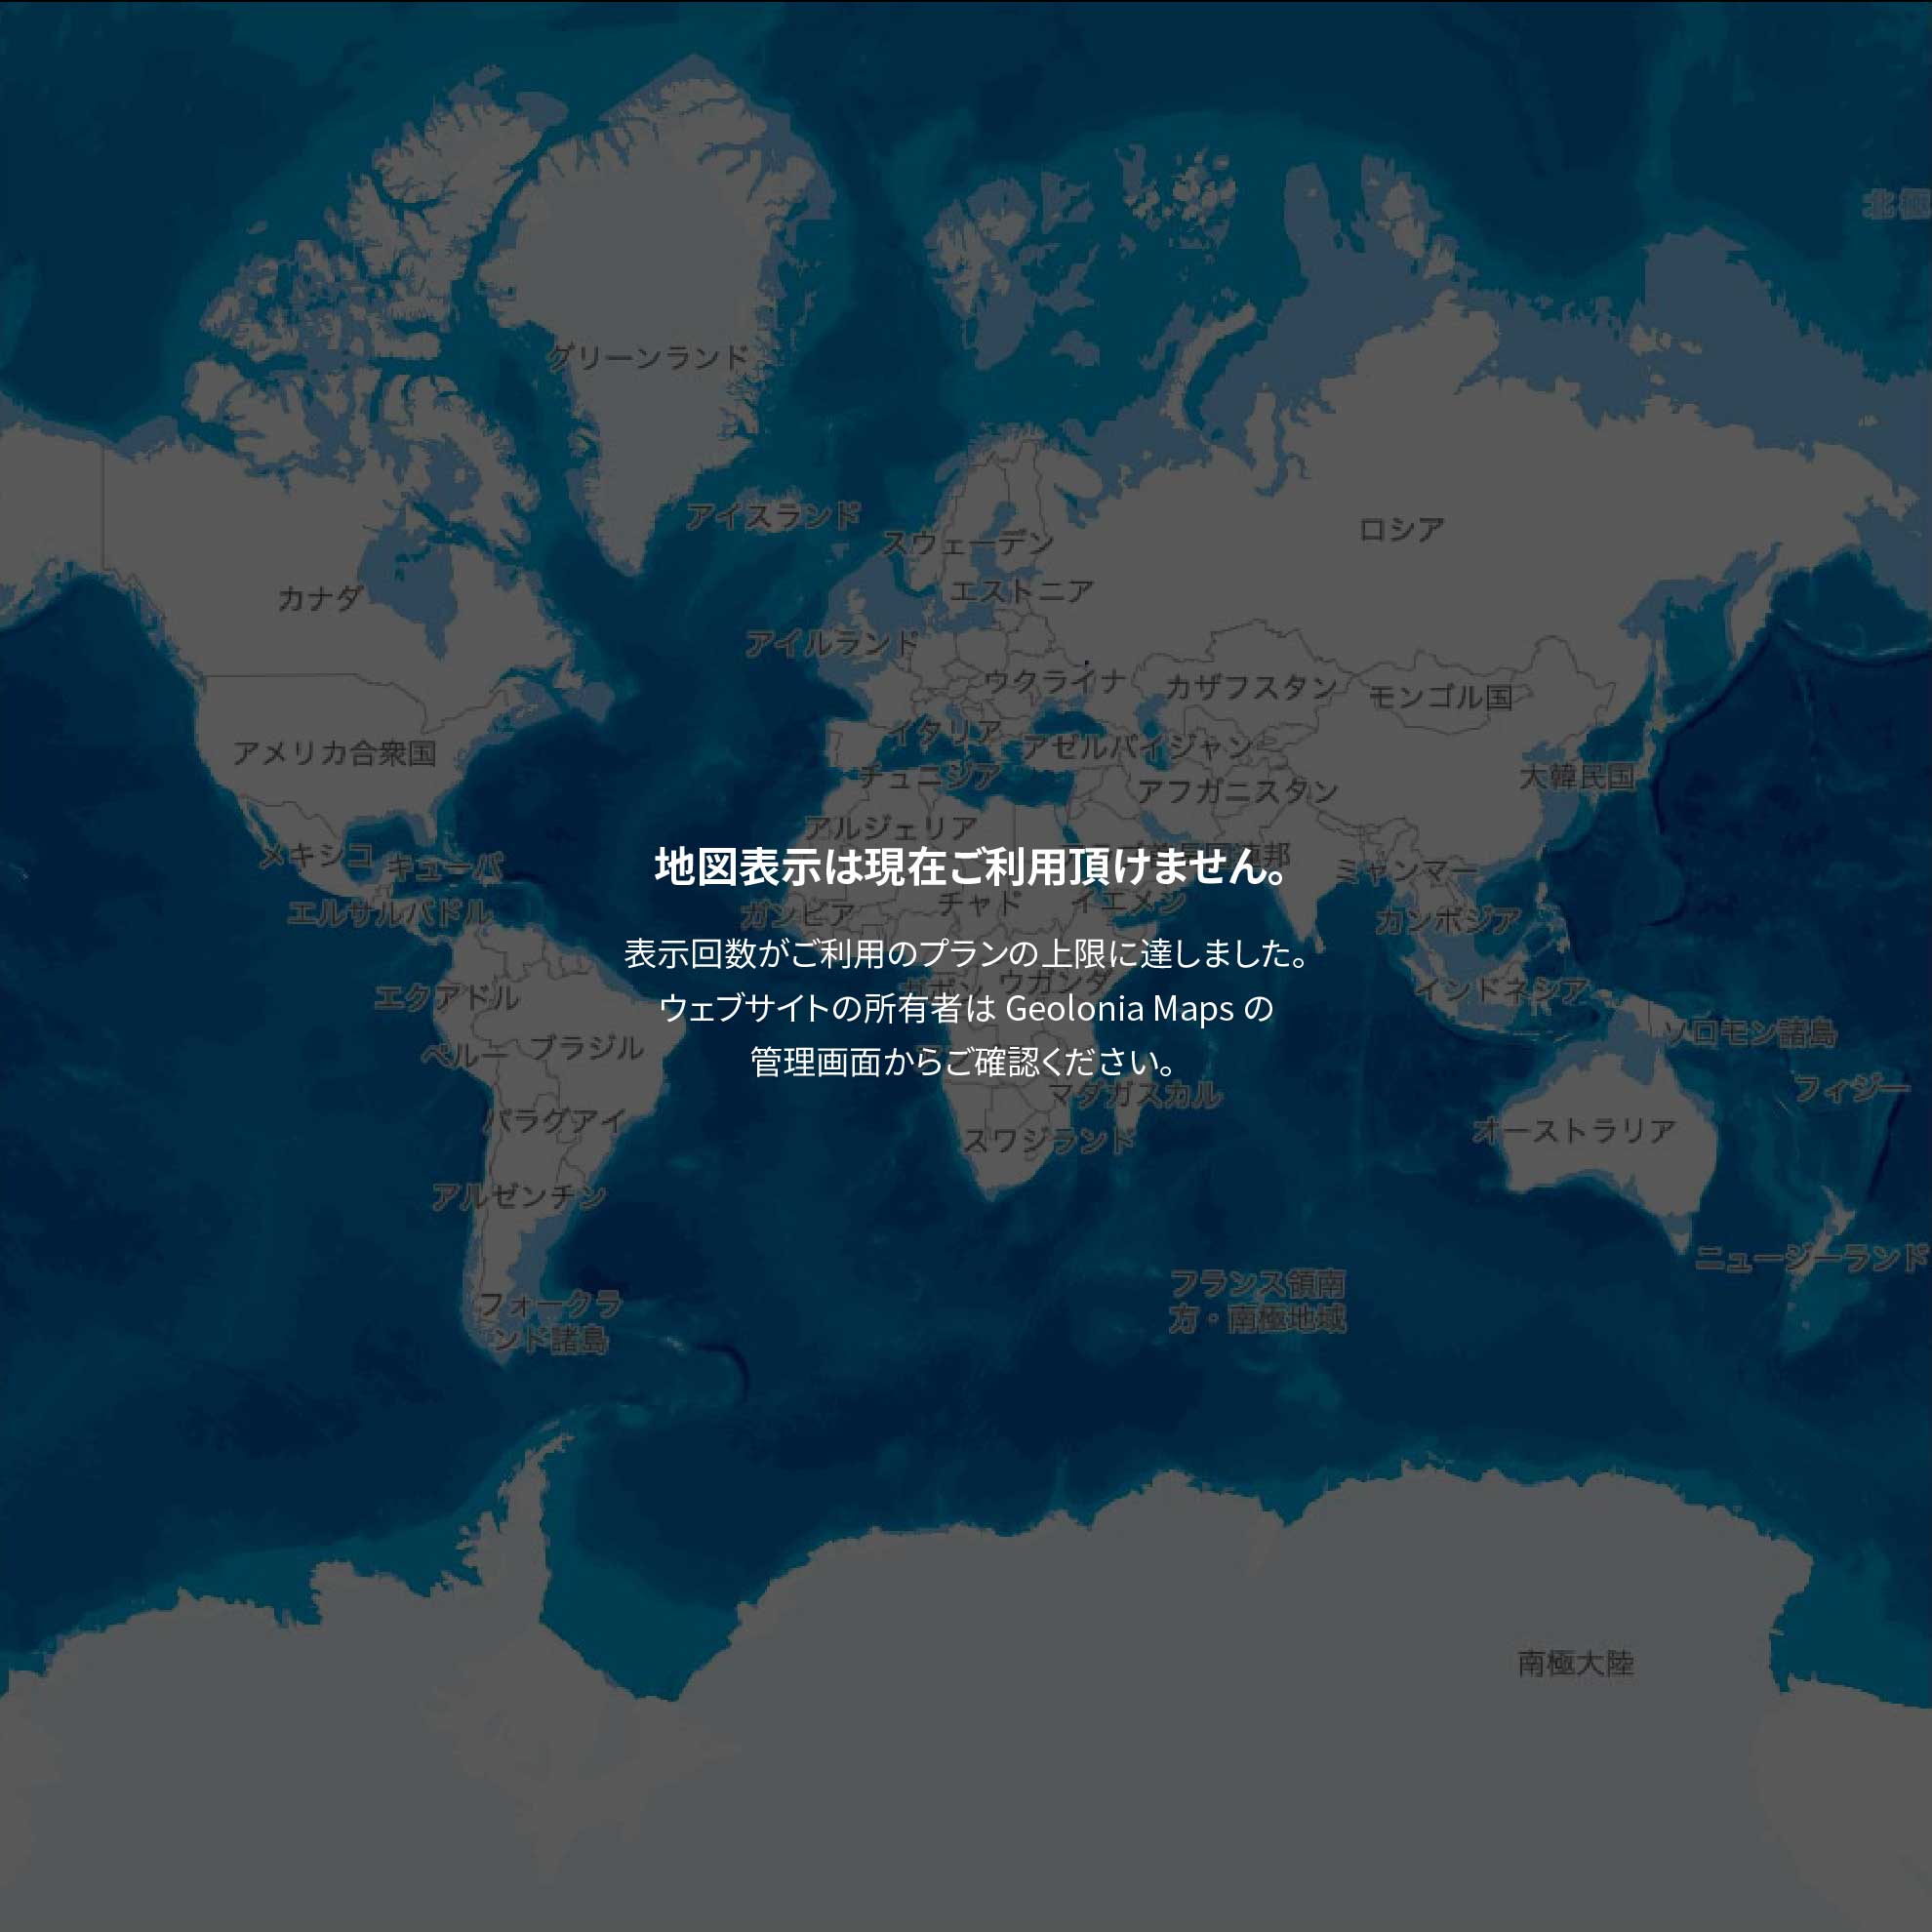 北極
グリーンランド
アイスランド
スウェーデン
ロシア
エストニア
カナダ
アイルランド
ウクライナ
カザフスタン
モンゴル国
イタリア
アゼルバイジャン
アメリカ合衆国
チュニジア
大韓民国
アフガニスタン
アルジェリア
メキシコ
キューバ
地図表示は現在ご利用頂けません。
ミャンマー
エルサルバドル
ガンビア
チャド
イエメン
カンボジア
表示回数がご利用のプランの上限に達しました。
ガボン
ウガンダ
エクアドル
インドネシア
ウェブサイトの所有者は Geolonia Maps の
ソロモン諸島
ペルー
ブラジル
管理画面からご確認ください。
マダガスカル
フィジー
パラグアイ
スワジランド
オーストラリア
アルゼンチン
ニュージーランド
フランス領南
方・南極地域
フォークラ
ンド諸島
南極大陸